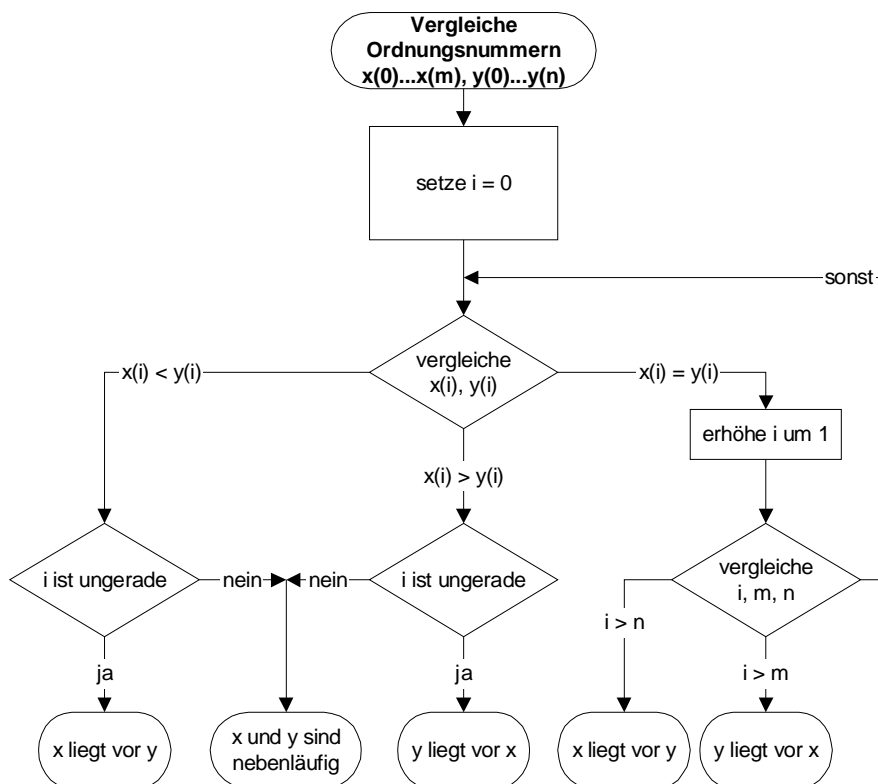 Vergleiche
Ordnungsnummern
x(0)...x(m), y(0)...y(n)
setze i = 0
sonst
vergleiche
x(i), y(i)
x(i) < y(i)
x(i) = y(i)
erhöhe i um 1
x(i) > y(i)
i ist ungerade
nein
nein
i ist ungerade
vergleiche
i, m, n
i > n
ja
ja
i > m
x liegt vor y
x und y sind
nebenläufig
y liegt vor x
x liegt vor y
y liegt vor x